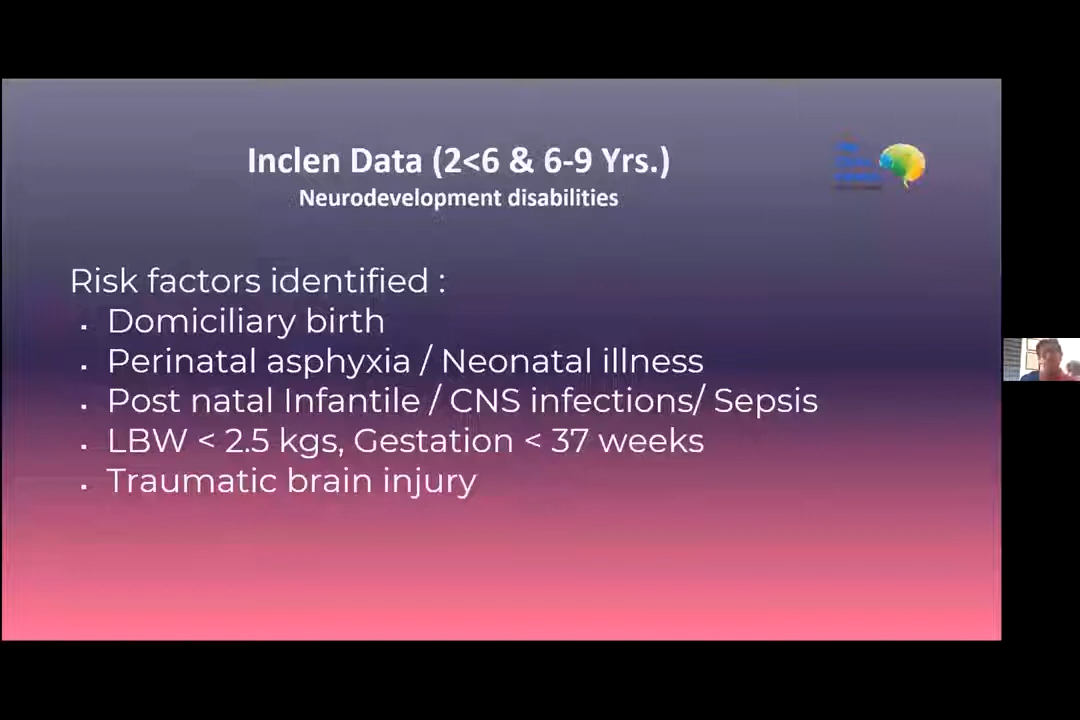 Inclen Data (2<6 & 6-9 Yrs.)
Neurodevelopment disabilities
Risk factors identified :
▪ Domiciliary birth
▪ Perinatal asphyxia / Neonatal illness
▪ Post natal Infantile / CNS infections/ Sepsis
▪ LBW < 2.5 kgs, Gestation < 37 weeks
▪ Traumatic brain injury